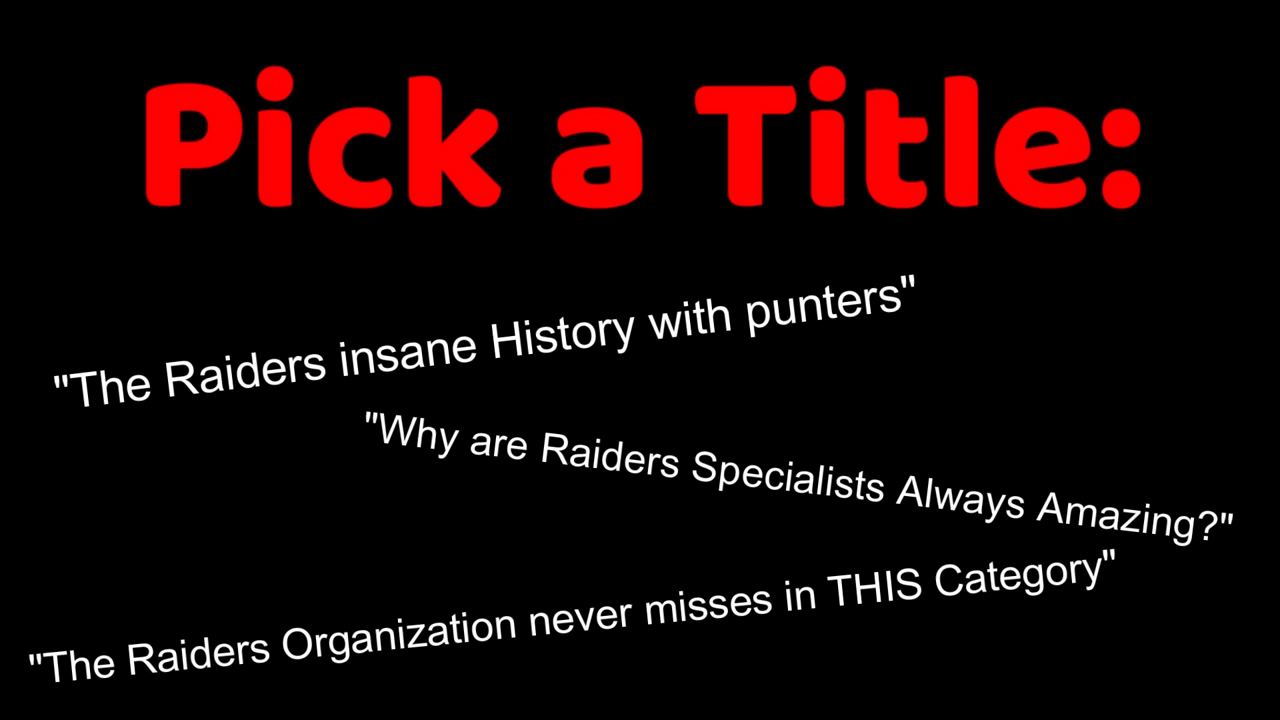 Pick a Title:
"The Raiders insane History with punters"
"Why are Raiders Specialists Always Amazing?"
"The Raiders Organization never misses in THIS Category"